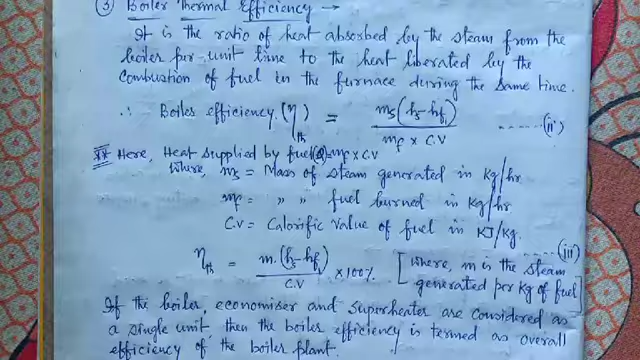 ③ Boiler Thermal Efficiency →
It is the ratio of heat absorbed by the steam from the
boiler per unit time to the heat liberated by the
combustion of fuel in the furnace during the same time.
∴ Boiler efficiency (η_th) = ms(hs-hf1) / (mf × C.V) ......(ii)
** Here, Heat supplied by fuel(Q)=mf × C.V
where, ms = Mass of steam generated in Kg/hr
mf = " " fuel burned in Kg/hr.
C.V = Calorific value of fuel in KJ/Kg.
......(iii)
η_th = m.(hs-hf1) / C.V × 100% [where, m is the steam
generated per Kg of fuel]
If the boiler, economiser and superheater are considered as
a single unit then the boiler efficiency is termed as overall
efficiency of the boiler plant.